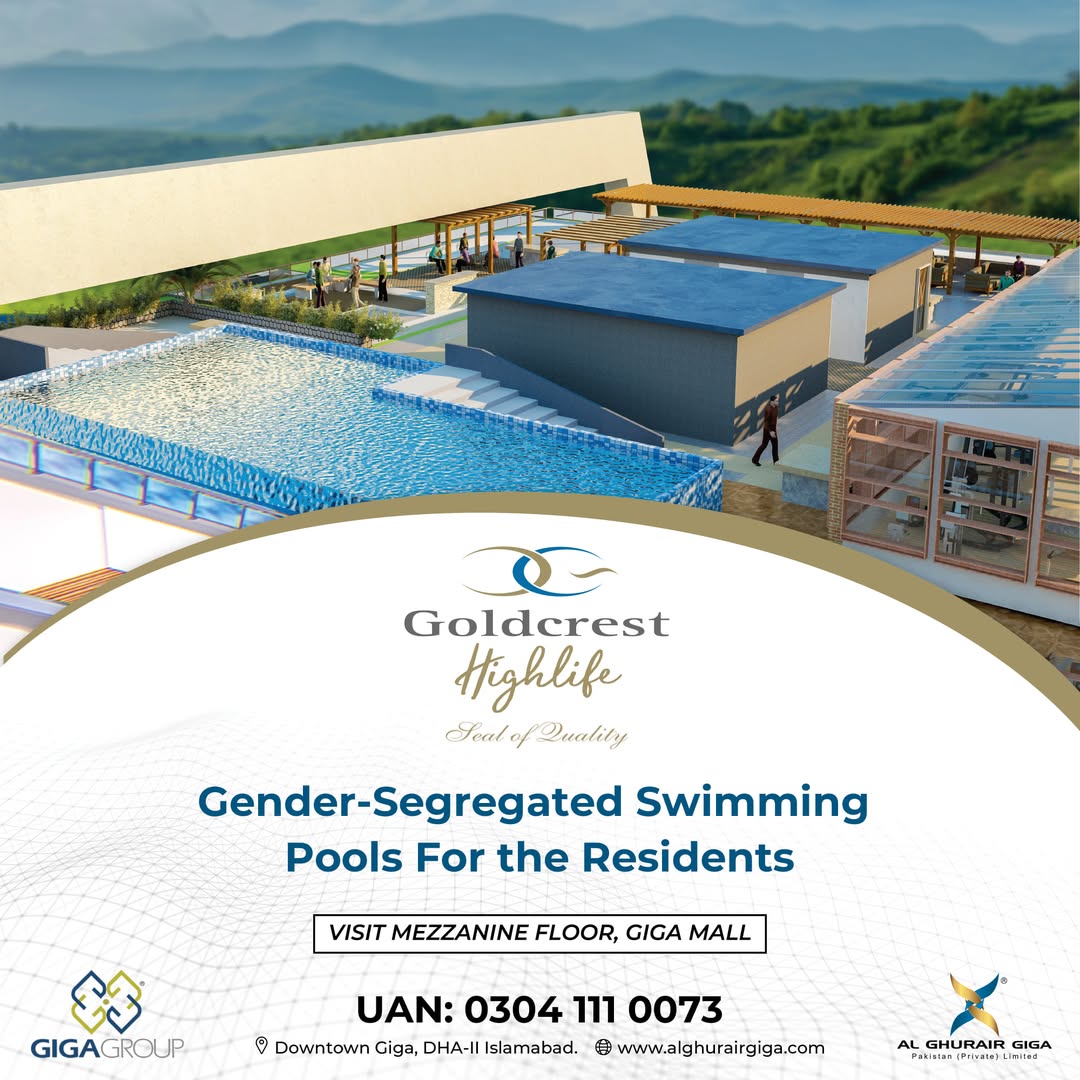 Goldcrest
Highlife
Seal of Quality
Gender-Segregated Swimming
Pools For the Residents
VISIT MEZZANINE FLOOR, GIGA MALL
GIGAGROUP
UAN: 0304 111 0073
Downtown Giga, DHA-II Islamabad. www.alghurairgiga.com
AL GHURAIR GIGA
Pakistan (Private) Limited